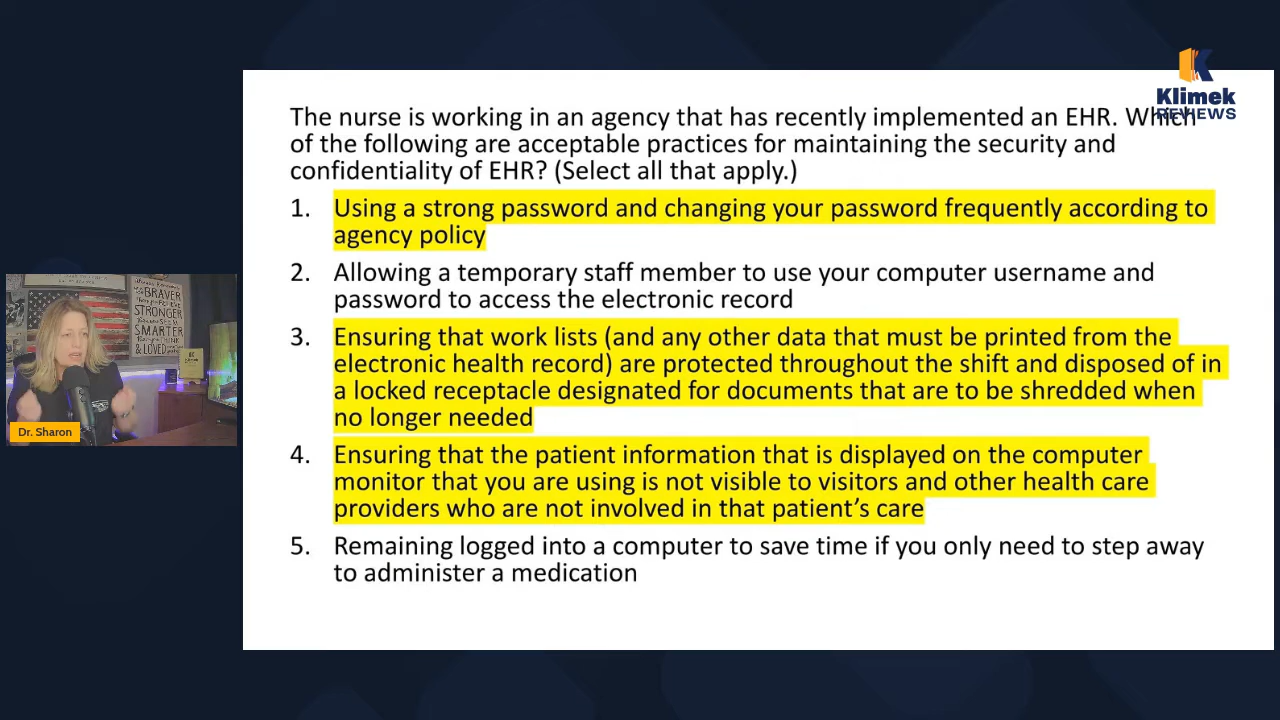 Klimek
REVIEWS
The nurse is working in an agency that has recently implemented an EHR. Which
of the following are acceptable practices for maintaining the security and
confidentiality of EHR? (Select all that apply.)
1. Using a strong password and changing your password frequently according to
agency policy
2. Allowing a temporary staff member to use your computer username and
password to access the electronic record
3. Ensuring that work lists (and any other data that must be printed from the
electronic health record) are protected throughout the shift and disposed of in
a locked receptacle designated for documents that are to be shredded when
no longer needed
4. Ensuring that the patient information that is displayed on the computer
monitor that you are using is not visible to visitors and other health care
providers who are not involved in that patient's care
5. Remaining logged into a computer to save time if you only need to step away
to administer a medication
BRAVER
STRONGER
SMARTER
& LOVED
Dr. Sharon